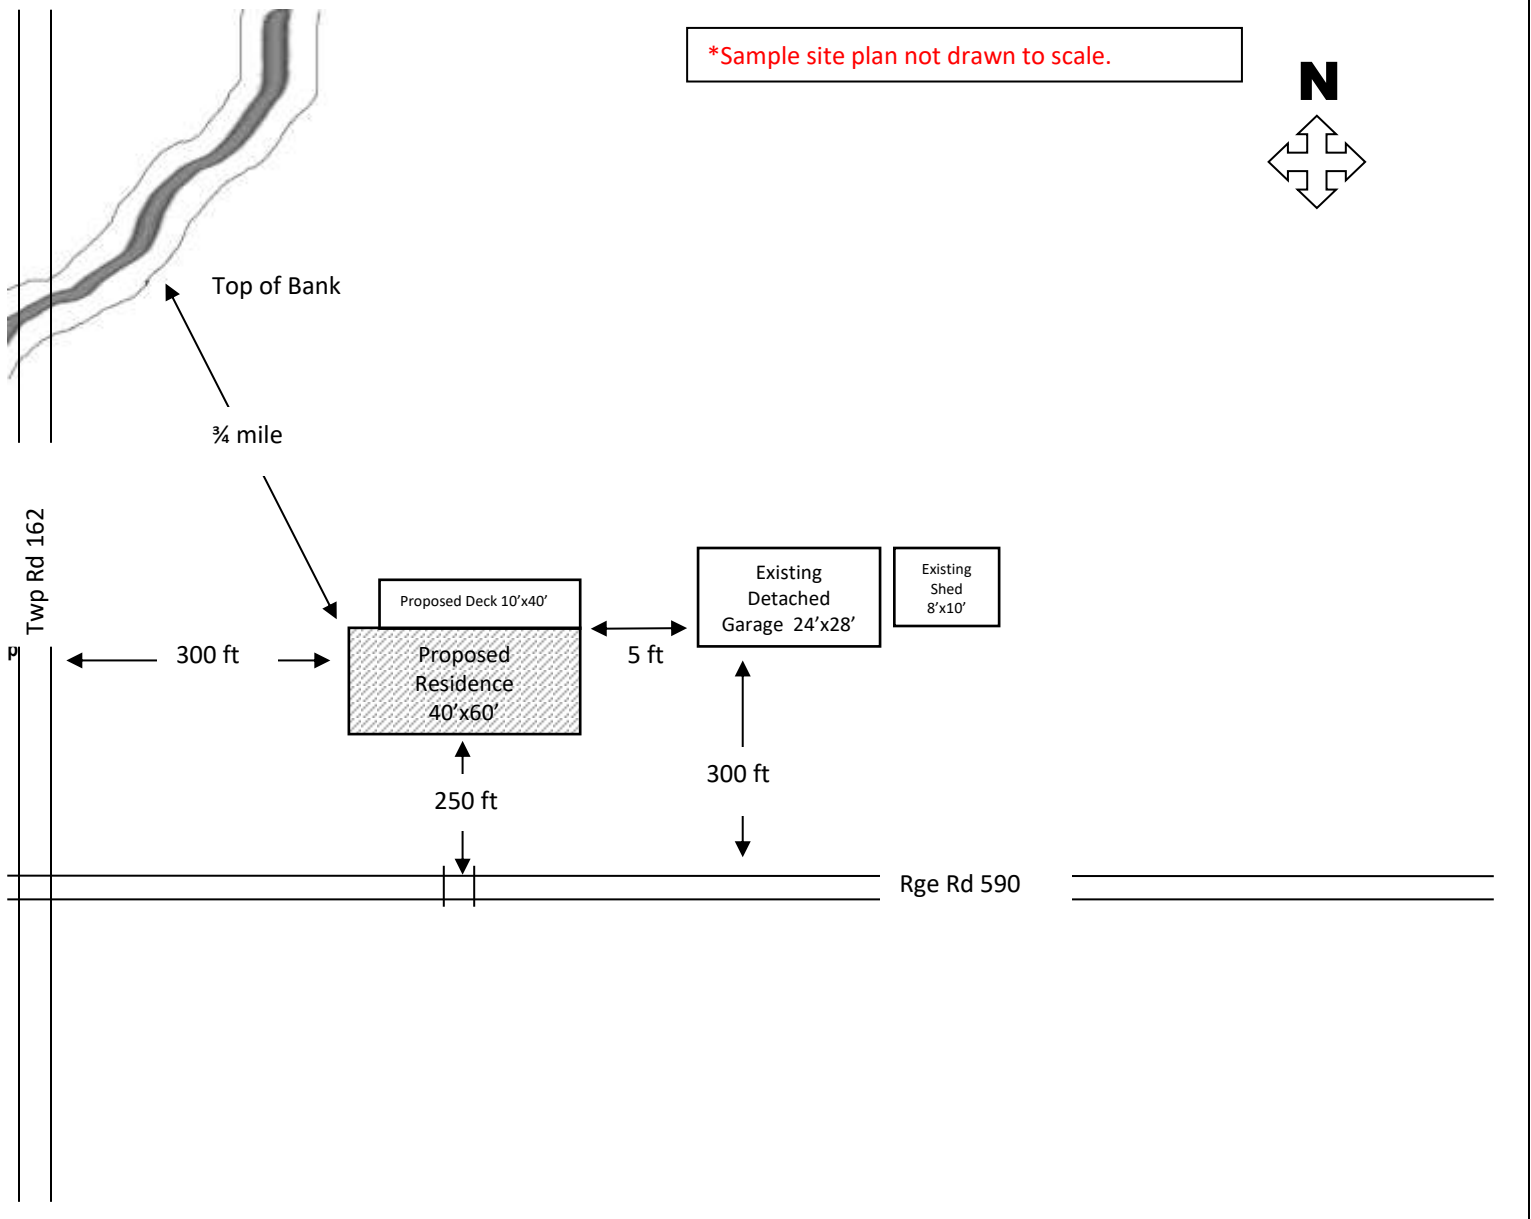 *Sample site plan not drawn to scale.
N
Top of Bank
¾ mile
Twp Rd 162
Existing
Detached
Garage 24’x28’
Existing
Shed
8’x10’
Proposed Deck 10’x40’
300 ft
Proposed
Residence
40’x60’
5 ft
250 ft
300 ft
Rge Rd 590